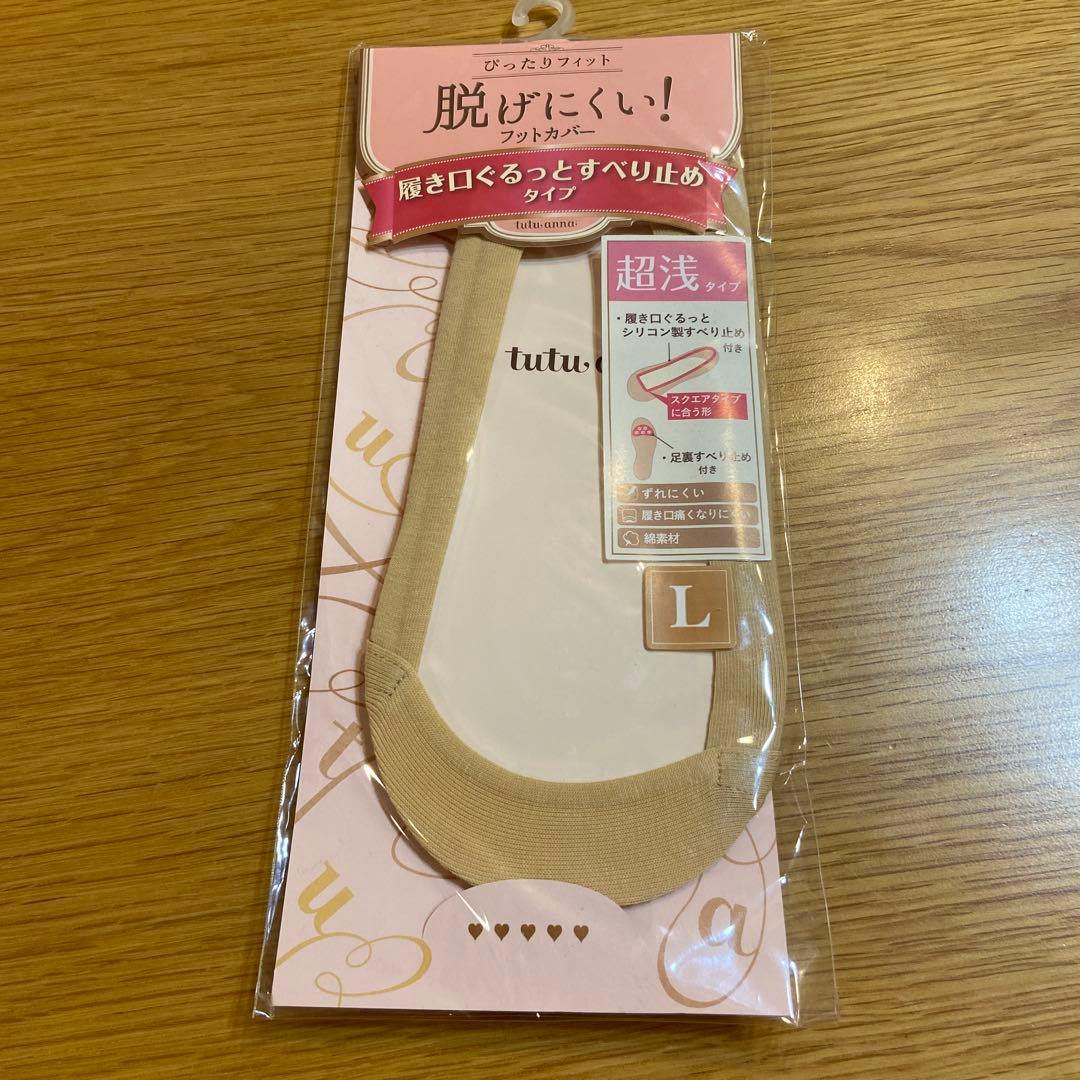 ぴったりフィット
脱げにくい!
フットカバー
履き口ぐるっとすべり止め
タイプ
tutu.anna.
超浅タイプ
・履き口ぐるっと
シリコン製すべり止め
付き
tutu.
スクエアタイプ
に合う形
・足裏すべり止め
付き
ずれにくい
履き口痛くなりにくい
綿素材
L
u
t
u
a